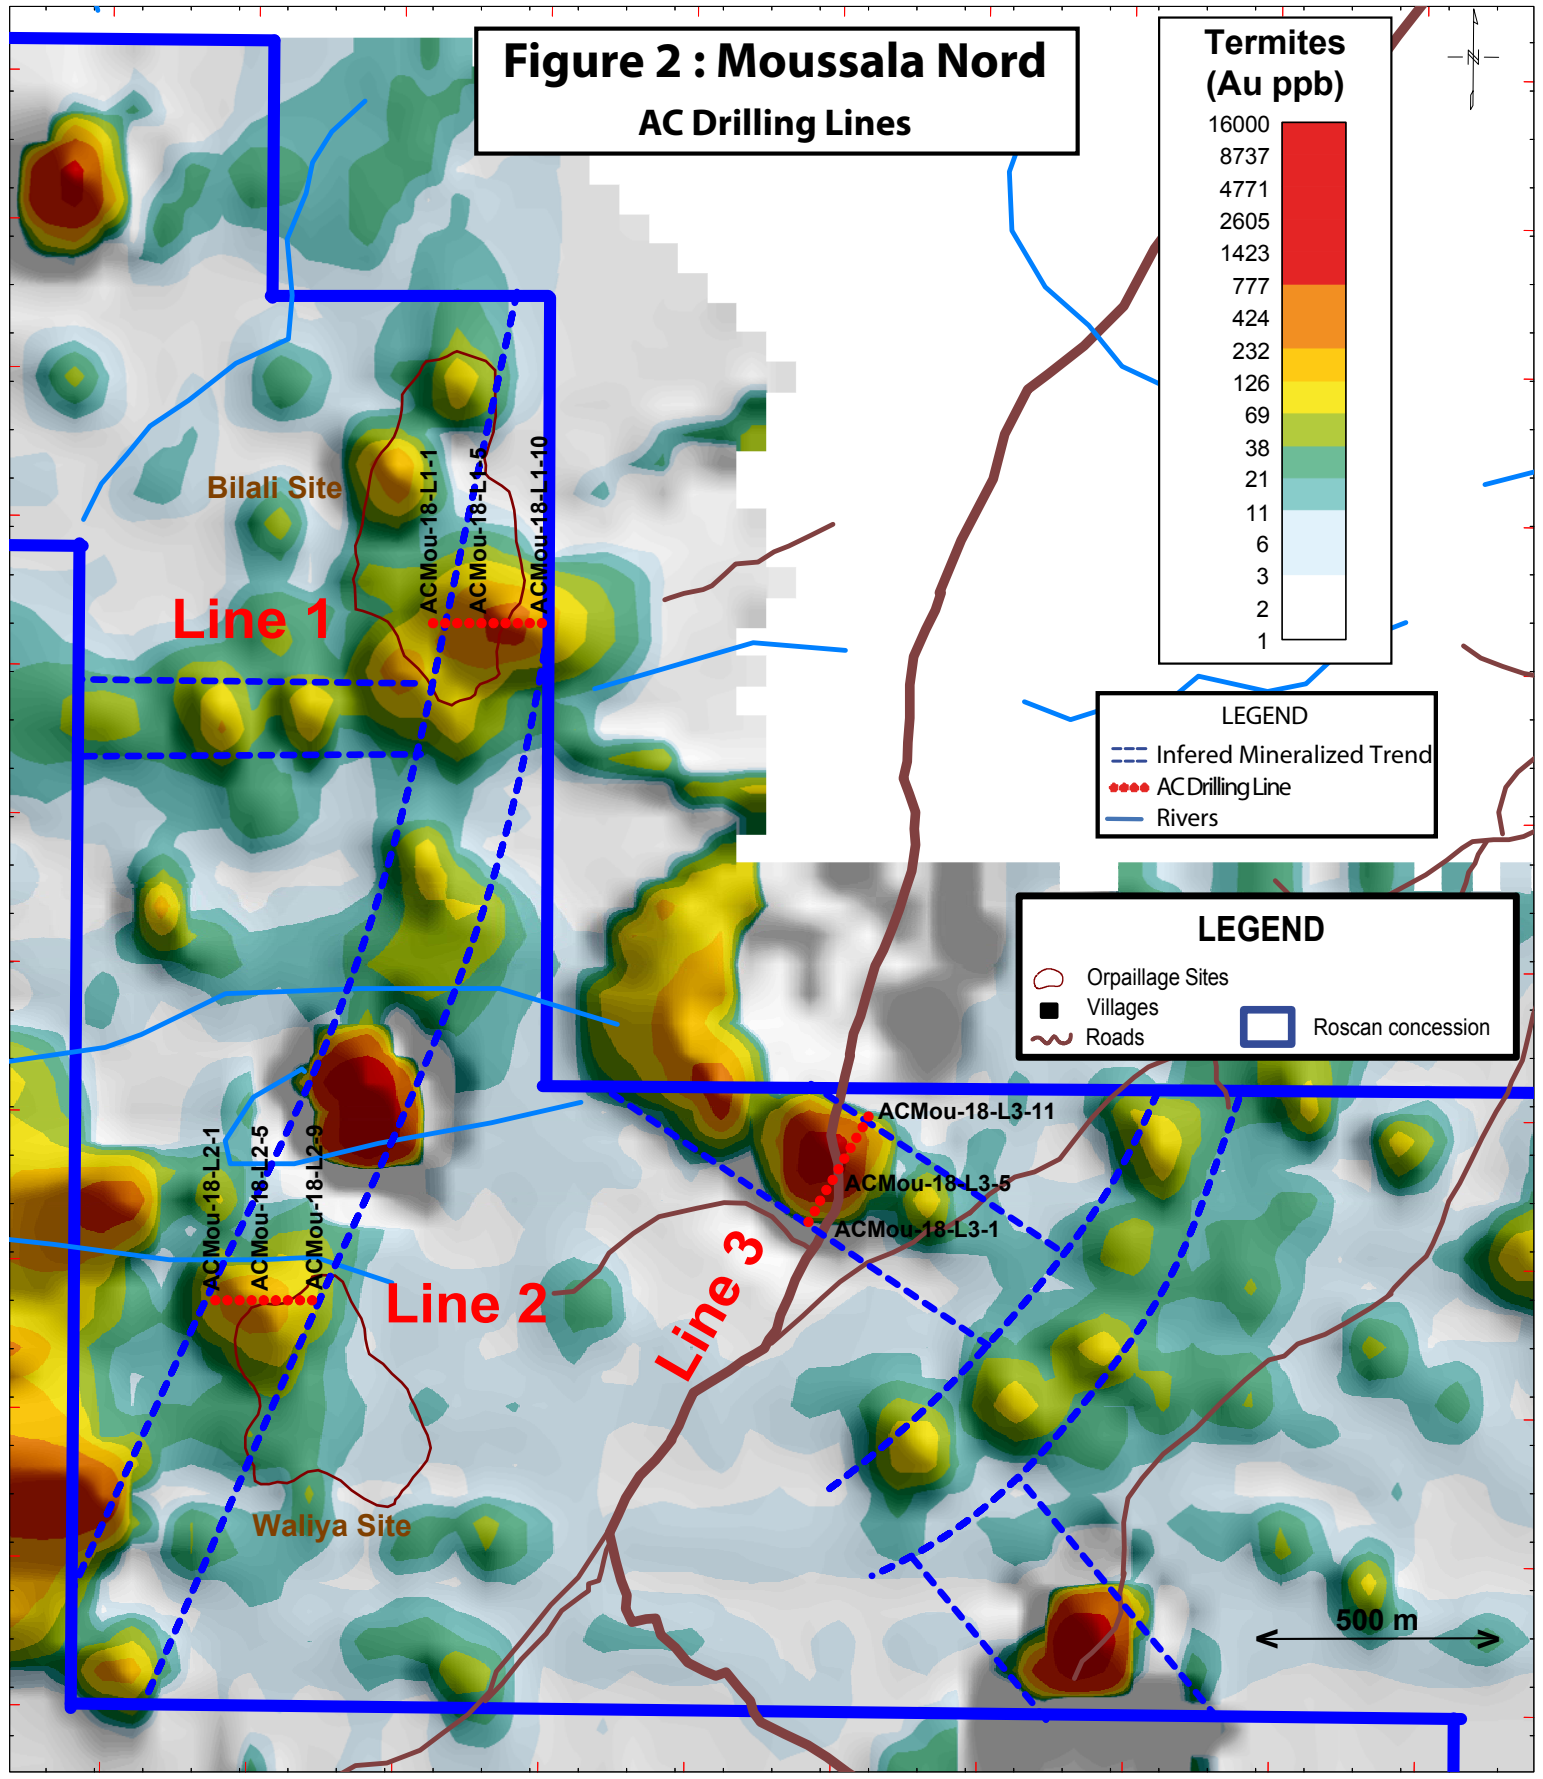 Figure 2 : Moussala Nord
AC Drilling Lines
Termites
(Au ppb)
16000
8737
4771
2605
1423
777
424
232
126
69
38
21
11
6
3
2
1
N
LEGEND
Infered Mineralized Trend
AC Drilling Line
Rivers
LEGEND
Orpaillage Sites
Villages
Roads
Roscan concession
Bilali Site
ACMou-18-L1-1
ACMou-18-L1-5
ACMou-18-L1-10
Line 1
ACMou-18-L2-1
ACMou-18-L2-5
ACMou-18-L2-9
Line 2
Waliya Site
ACMou-18-L3-11
ACMou-18-L3-5
ACMou-18-L3-1
Line 3
500 m